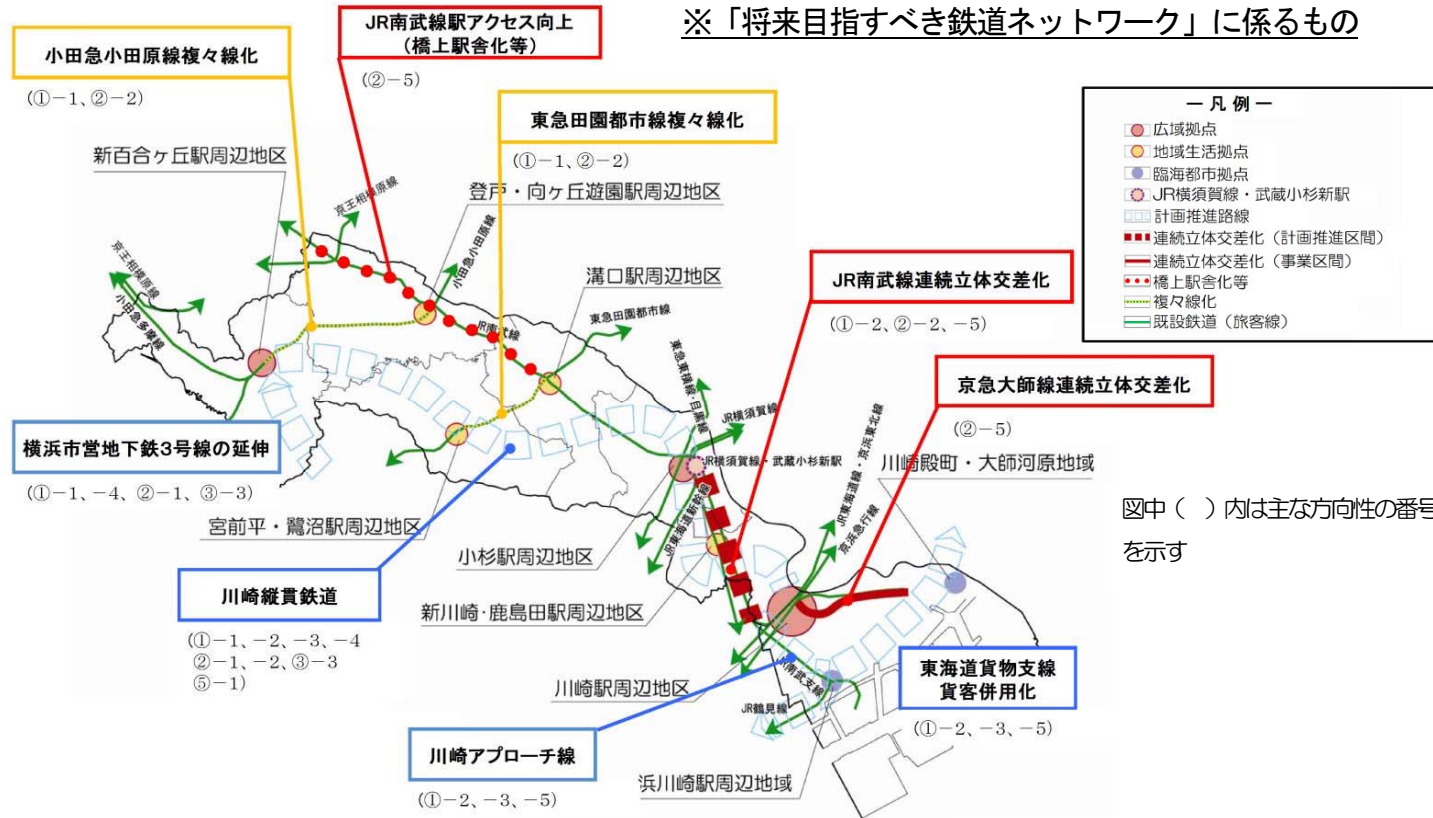 ※「将来目指すべき鉄道ネットワーク」に係るもの
小田急小田原線複々線化
(①-1、②-2)
JR南武線駅アクセス向上
(橋上駅舎化等)
(②-5)
東急田園都市線複々線化
(①-1、②-2)
新百合ヶ丘駅周辺地区
登戸・向ヶ丘遊園駅周辺地区
溝口駅周辺地区
京王相模原線
京王相模原線
小田急多摩線
小田急小田原線
JR南武線
東急田園都市線
東急東横線・目黒線
JR横須賀線
JR横須賀線・武蔵小杉新駅
JR東海道新幹線
JR東海道線・京浜東北線
京浜急行線
JR南武支線
JR鶴見線
ー凡例ー
広域拠点
地域生活拠点
臨海都市拠点
JR横須賀線・武蔵小杉新駅
計画推進路線
連続立体交差化(計画推進区間)
連続立体交差化(事業区間)
橋上駅舎化等
複々線化
既設鉄道(旅客線)
JR南武線連続立体交差化
(①-2、②-2、-5)
京急大師線連続立体交差化
(②-5)
川崎殿町・大師河原地域
横浜市営地下鉄3号線の延伸
(①-1、-4、②-1、③-3)
宮前平・鷺沼駅周辺地区
小杉駅周辺地区
川崎縦貫鉄道
(①-1、-2、-3、-4
②-1、-2、③-3
⑤-1)
新川崎・鹿島田駅周辺地区
川崎駅周辺地区
川崎アプローチ線
(①-2、-3、-5)
東海道貨物支線
貨客併用化
(①-2、-3、-5)
浜川崎駅周辺地域
図中( )内は主な方向性の番号
を示す